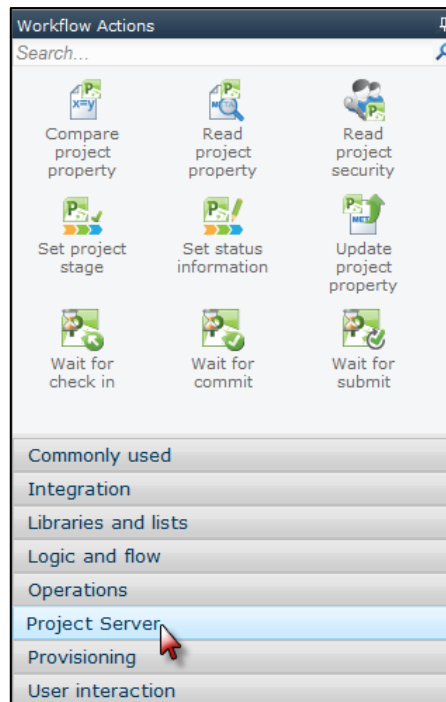 Workflow Actions
Search...
x=y
META
Compare
project
property
Read
project
property
Read
project
security
Set project
stage
Set status
information
MET
Update
project
property
Wait for
check in
Wait for
commit
Wait for
submit
Commonly used
Integration
Libraries and lists
Logic and flow
Operations
Project Server
Provisioning
User interaction